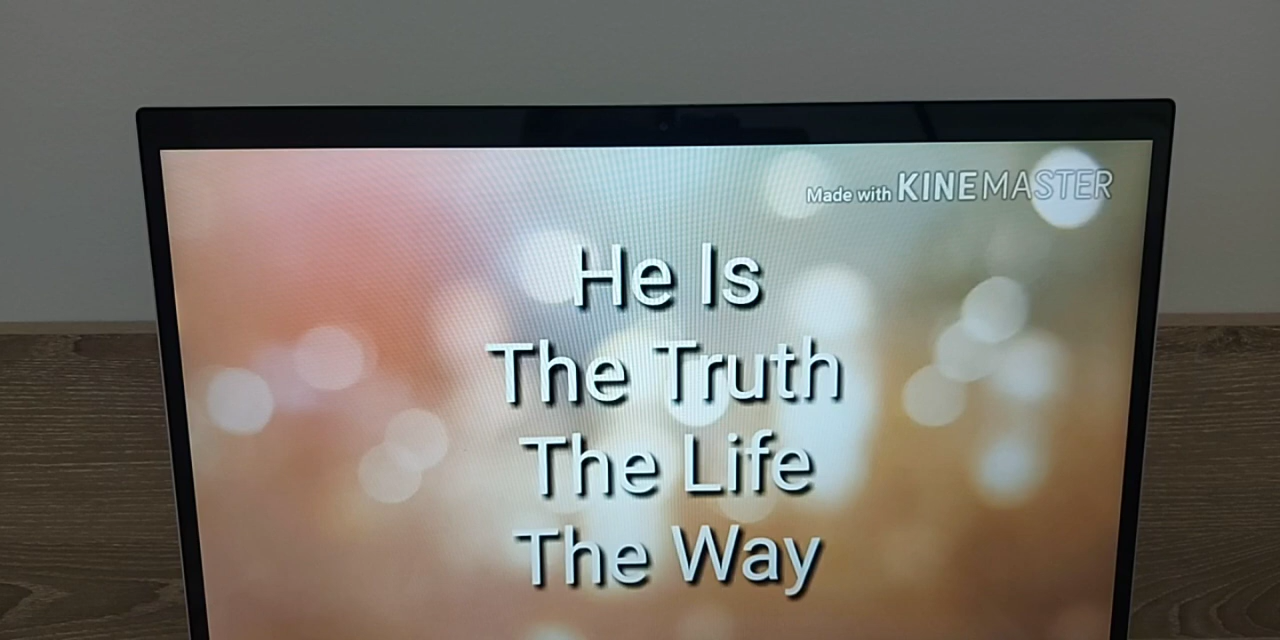 Made with KINEMASTER
He Is
The Truth
The Life
The Way